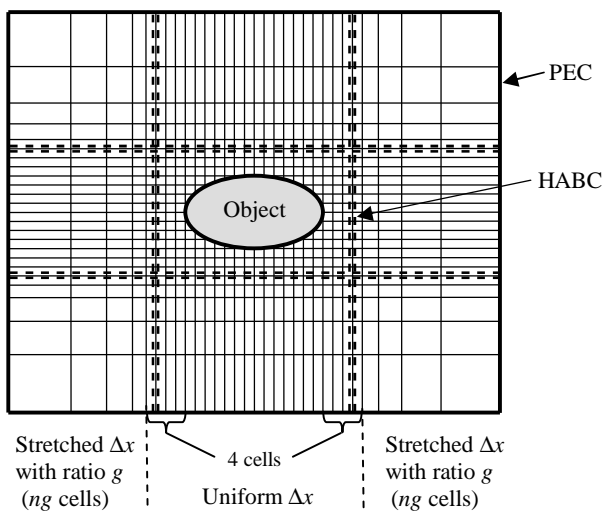 PEC
HABC
Object
Stretched Δx
with ratio g
(ng cells)
4 cells
Uniform Δx
Stretched Δx
with ratio g
(ng cells)